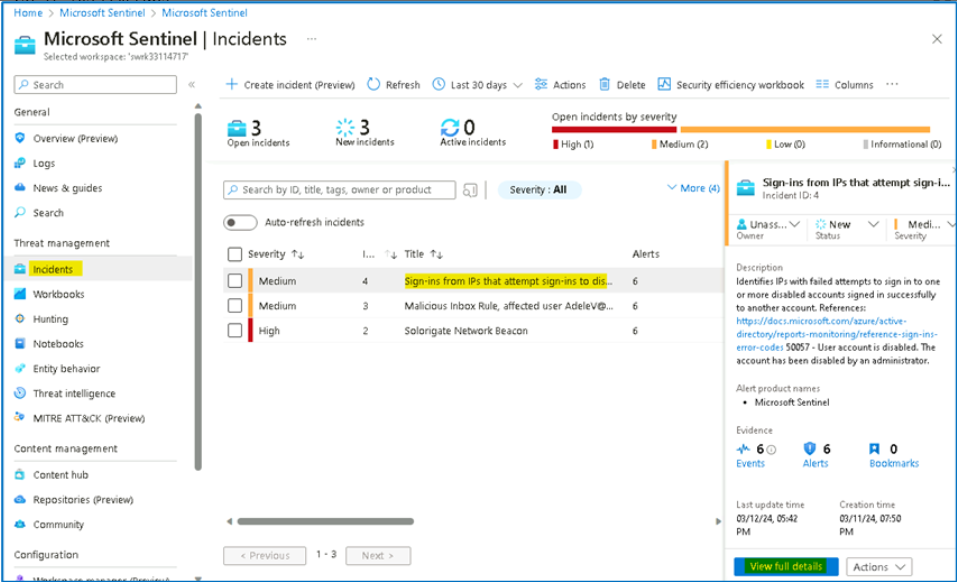 Home > Microsoft Sentinel > Microsoft Sentinel
Microsoft Sentinel | Incidents ...
Selected workspace: 'swrk33114717'
Search
General
Overview (Preview)
Logs
News & guides
Search
Threat management
Incidents
Workbooks
Hunting
Notebooks
Entity behavior
Threat intelligence
MITRE ATT&CK (Preview)
Content management
Content hub
Repositories (Preview)
Community
Configuration
Workspace manager (Preview)
Create incident (Preview) Refresh Last 30 days Actions Delete Security efficiency workbook Columns ...
3
Open incidents
3
New incidents
0
Active incidents
Open incidents by severity
High (1) Medium (2) Low (0) Informational (0)
Search by ID, title, tags, owner or product
Severity : All
More (4)
Auto-refresh incidents
Severity I... Title Alerts
Medium 4 Sign-ins from IPs that attempt sign-ins to dis... 6
Medium 3 Malicious Inbox Rule, affected user AdeleV@... 6
High 2 Solorigate Network Beacon 6
< Previous 1 - 3 Next >
Sign-ins from IPs that attempt sign-i...
Incident ID: 4
Unass... New Medi...
Owner Status Severity
Description
Identifies IPs with failed attempts to sign in to one
or more disabled accounts signed in successfully
to another account. References:
https://docs.microsoft.com/azure/active-
directory/reports-monitoring/reference-sign-ins-
error-codes 50057 - User account is disabled. The
account has been disabled by an administrator.
Alert product names
• Microsoft Sentinel
Evidence
6 6 0
Events Alerts Bookmarks
Last update time Creation time
03/12/24, 05:42 03/11/24, 07:50
PM PM
View full details Actions